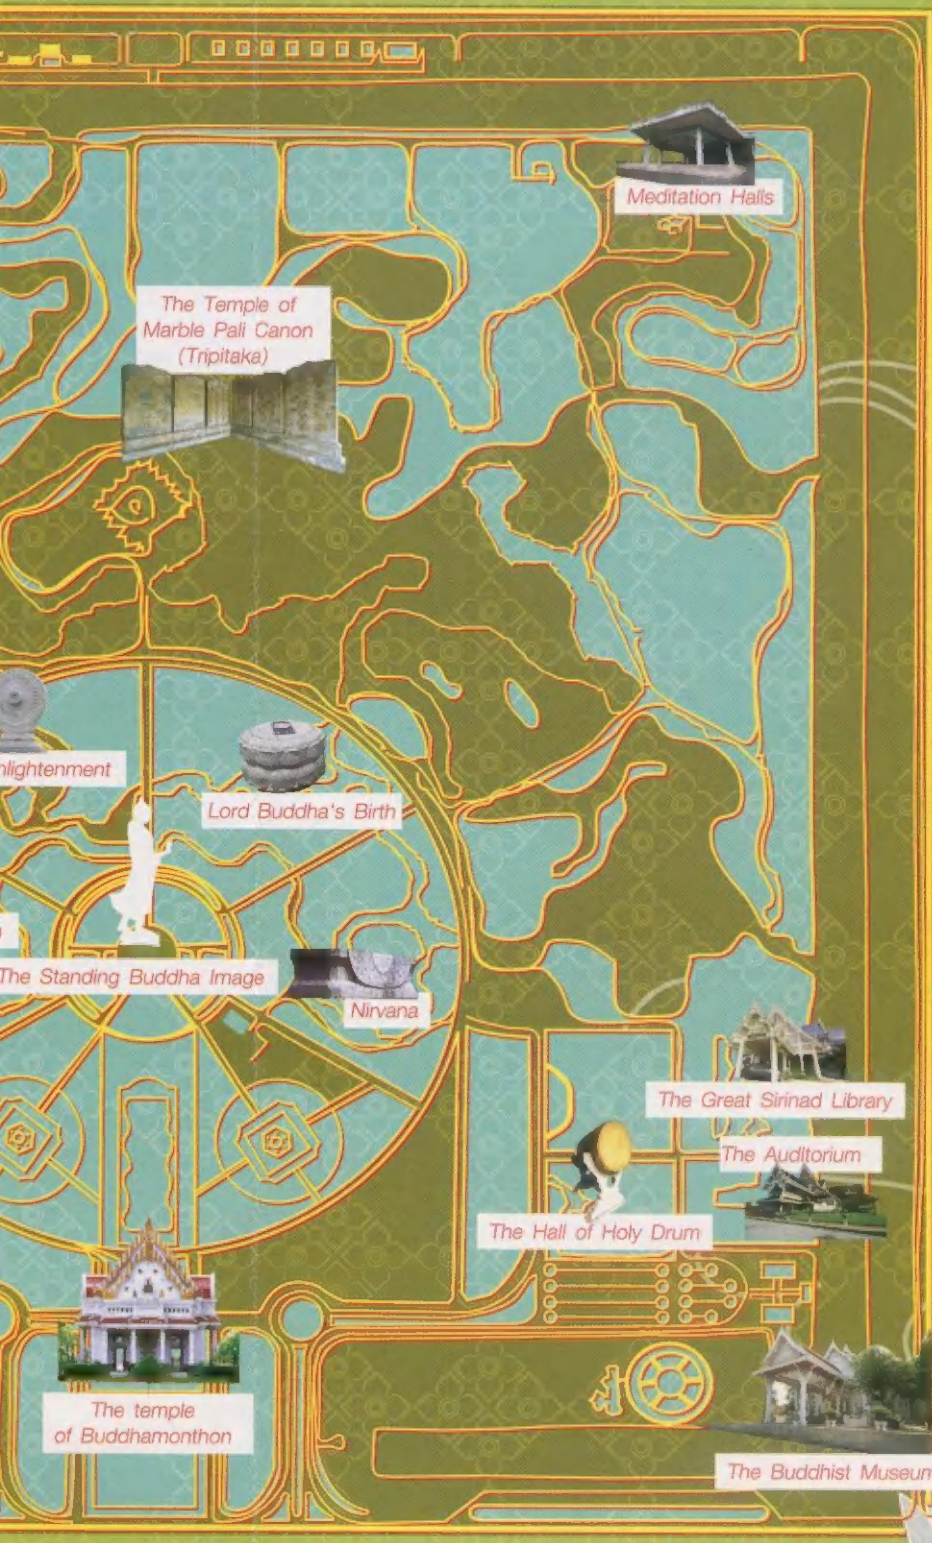 Meditation Halls
The Temple of
Marble Pali Canon
(Tripitaka)
nlightenment
Lord Buddha's Birth
The Standing Buddha Image
Nirvana
The Great Sirinad Library
The Auditorium
The Hall of Holy Drum
The temple
of Buddhamonthon
The Buddhist Museum